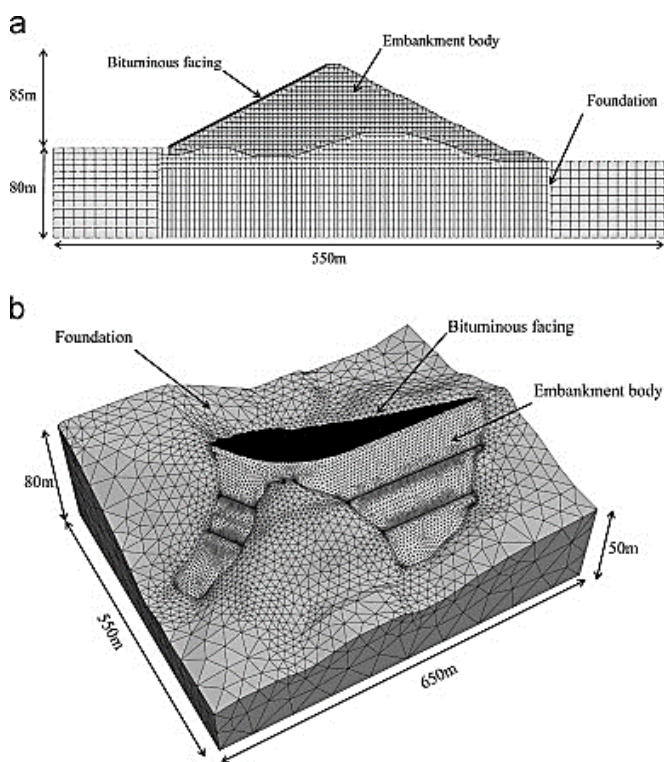 a
Embankment body
Bituminous facing
Foundation
85m
80m
550m
b
Bituminous facing
Foundation
Embankment body
80m
50m
550m
650m